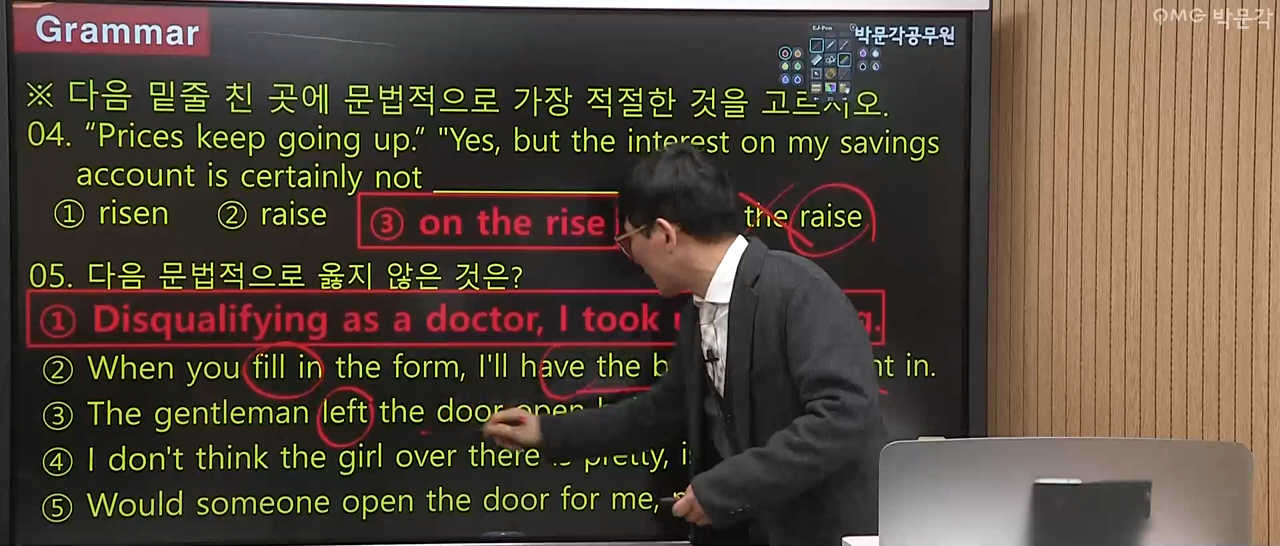 Grammar
박문각공무원
OMG 박문각
※ 다음 밑줄 친 곳에 문법적으로 가장 적절한 것을 고르시오.
04. “Prices keep going up.“ "Yes, but the interest on my savings
account is certainly not ____________
① risen ② raise ③ on the rise the raise
05. 다음 문법적으로 옳지 않은 것은?
① Disqualifying as a doctor, I took
② When you fill in the form, I'll have the in.
③ The gentleman left the door open
④ I don't think the girl over there is pretty,
⑤ Would someone open the door for me,